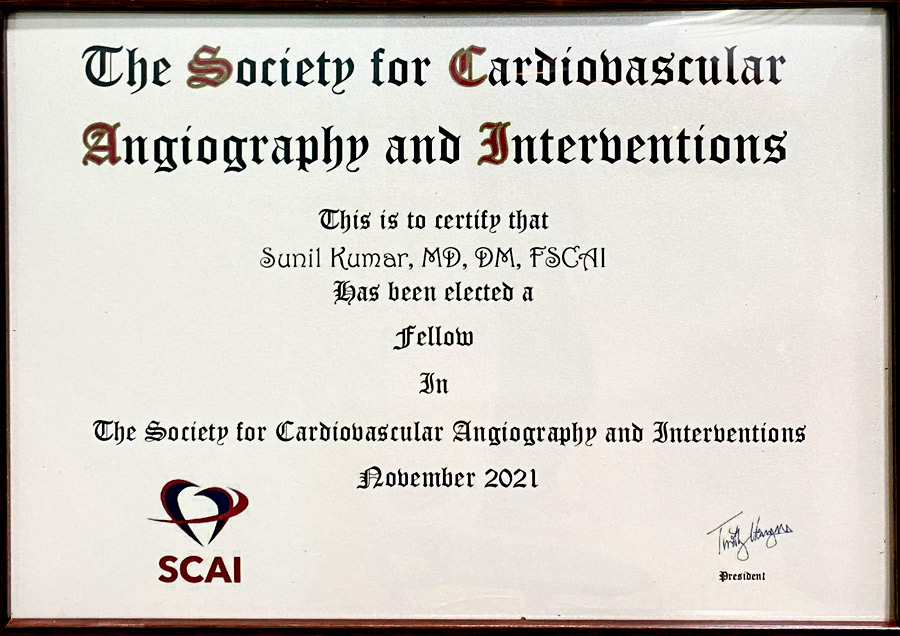 The Society for Cardiovascular
Angiography and Interventions
This is to certify that
Sunil Kumar, MD, DM, FSCAI
Has been elected a
Fellow
In
The Society for Cardiovascular Angiography and Interventions
November 2021
SCAI
President